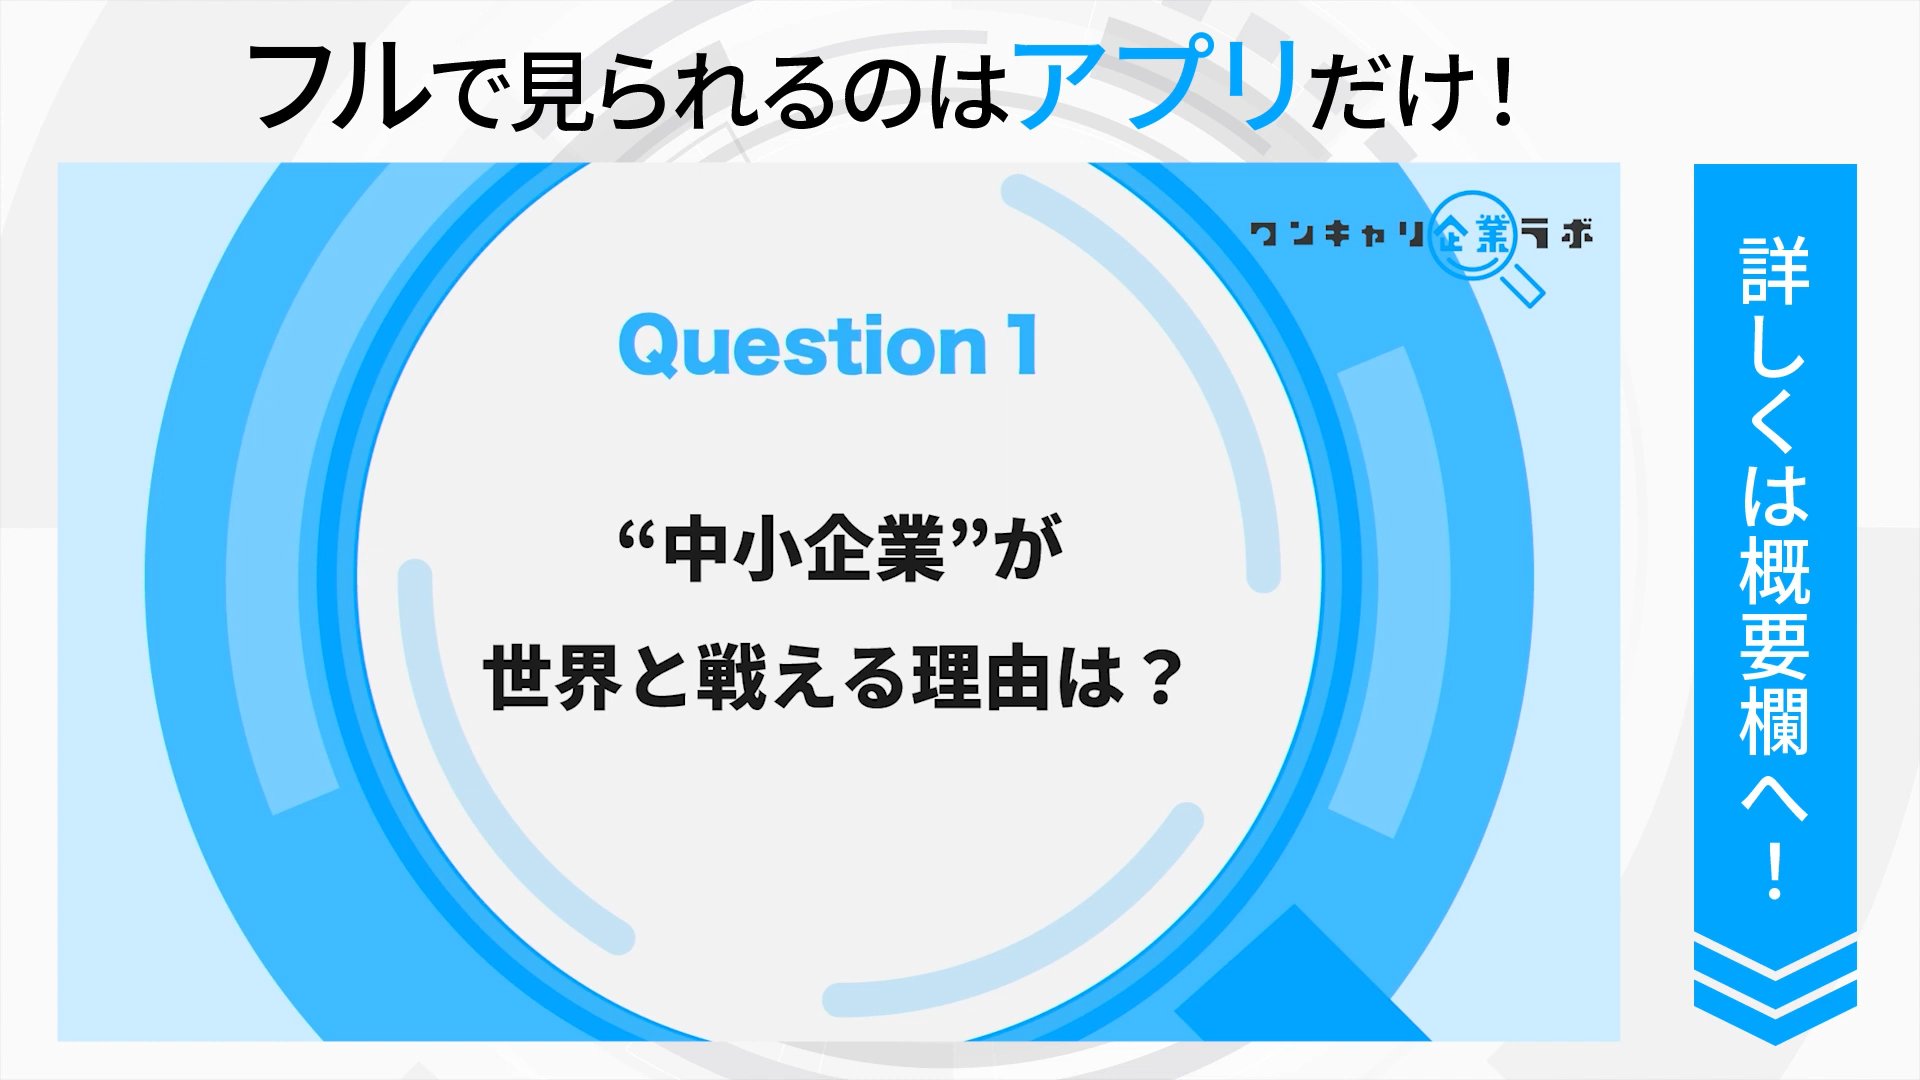 フルで見られるのはアプリだけ！
ワンキャリ企業ラボ
Question 1
“中小企業”が
世界と戦える理由は？
詳しくは概要欄へ！